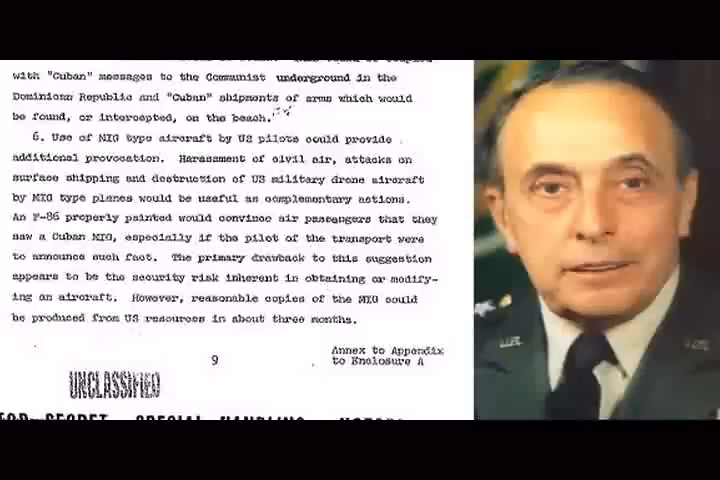 with "Cuban" messages to the Communist underground in the
Dominican Republic and "Cuban" shipments of arms which would
be found, or intercepted, on the beach.
6. Use of MIG type aircraft by US pilots could provide
additional provocation. Harassment of civil air, attacks on
surface shipping and destruction of US military drone aircraft
by MIG type planes would be useful as complementary actions.
An F-86 properly painted would convince air passengers that they
saw a Cuban MIG, especially if the pilot of the transport were
to announce such fact. The primary drawback to this suggestion
appears to be the security risk inherent in obtaining or modify-
ing an aircraft. However, reasonable copies of the MIG could
be produced from US resources in about three months.
9
Annex to Appendix
to Enclosure A
UNCLASSIFIED
TOP SECRET SPECIAL HANDLING